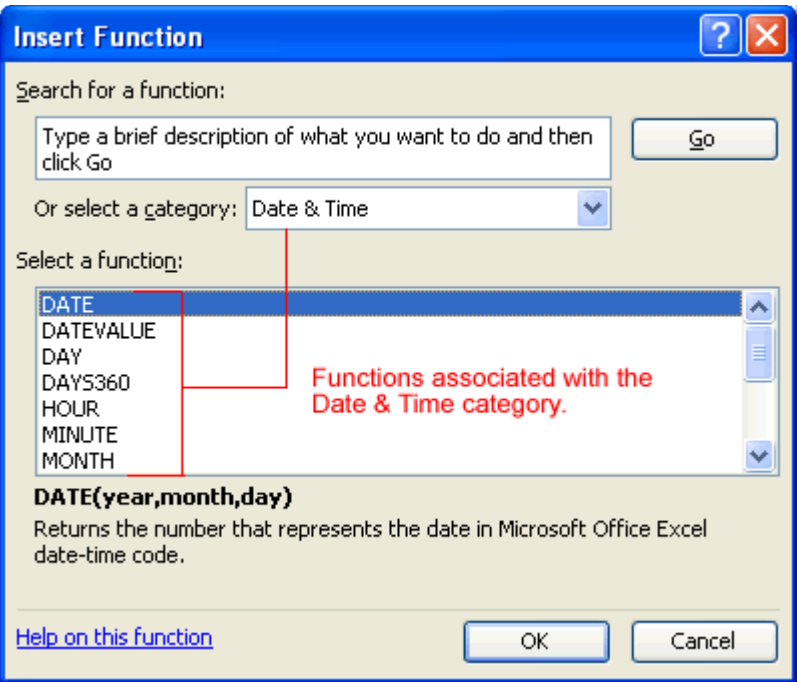 Insert Function
Search for a function:
Type a brief description of what you want to do and then
click Go
Go
Or select a category: Date & Time
Select a function:
DATE
DATEVALUE
DAY
DAYS360
HOUR
MINUTE
MONTH
Functions associated with the
Date & Time category.
DATE(year,month,day)
Returns the number that represents the date in Microsoft Office Excel
date-time code.
Help on this function
OK
Cancel